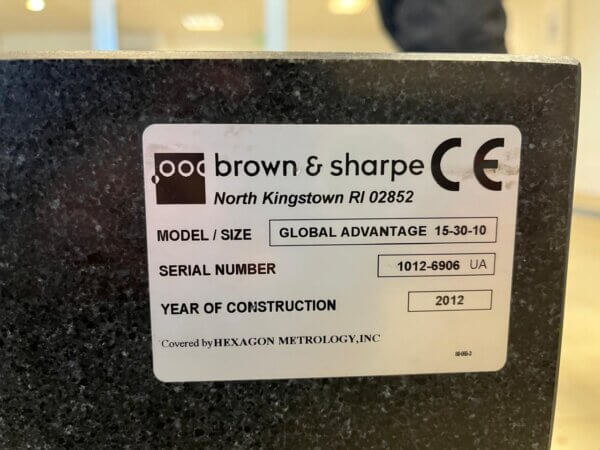 .000 brown & sharpe CE
North Kingstown RI 02852
MODEL / SIZE GLOBAL ADVANTAGE 15-30-10
SERIAL NUMBER 1012-6906 UA
YEAR OF CONSTRUCTION 2012
Covered by HEXAGON METROLOGY,INC